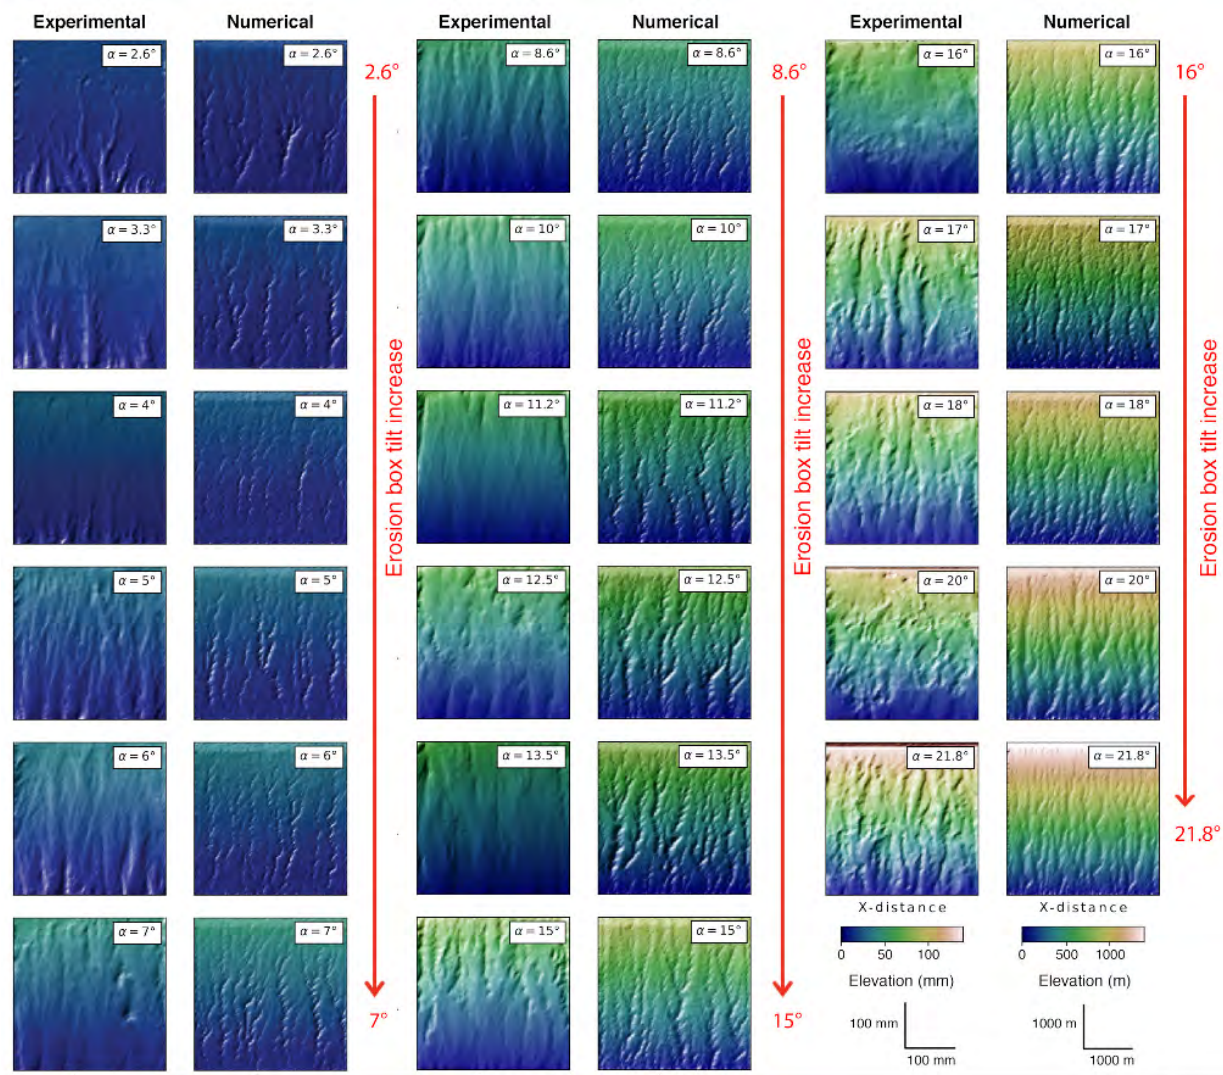 Experimental Numerical Experimental Numerical Experimental Numerical
α = 2.6° α = 2.6° 2.6° α = 8.6° α = 8.6° 8.6° α = 16° α = 16° 16°
α = 3.3° α = 3.3° α = 10° α = 10° α = 17° α = 17°
Erosion box tilt increase Erosion box tilt increase Erosion box tilt increase
α = 4° α = 4° α = 11.2° α = 11.2° α = 18° α = 18°
α = 5° α = 5° α = 12.5° α = 12.5° α = 20° α = 20°
α = 6° α = 6° α = 13.5° α = 13.5° α = 21.8° α = 21.8°
21.8°
X-distance X-distance
α = 7° α = 7° α = 15° α = 15°
0 50 100 0 500 1000
Elevation (mm) Elevation (m)
7° 15° 100 mm 1000 m
100 mm 1000 m